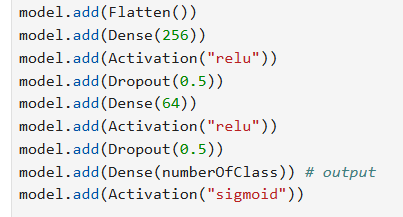 model.add(Flatten())
model.add(Dense(256))
model.add(Activation("relu"))
model.add(Dropout(0.5))
model.add(Dense(64))
model.add(Activation("relu"))
model.add(Dropout(0.5))
model.add(Dense(numberOfClass)) # output
model.add(Activation("sigmoid"))